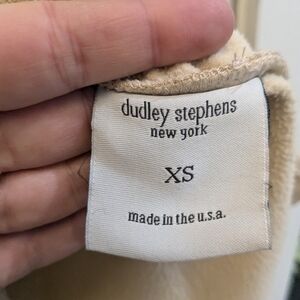 dudley stephens
new york
XS
made in the u.s.a.